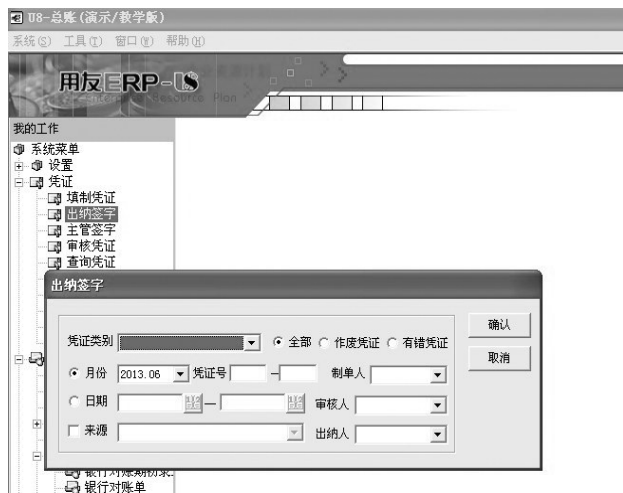 U8-总账(演示/教学版)
系统(S) 工具(T) 窗口(W) 帮助(H)
用友ERP-U8
Resource Plan
我的工作
系统菜单
设置
凭证
填制凭证
出纳签字
主管签字
审核凭证
查询凭证
出纳签字
凭证类别 全部 作废凭证 有错凭证 确认
月份 2013.06 凭证号 — 制单人 取消
日期 — 审核人
来源 出纳人
银行对账单